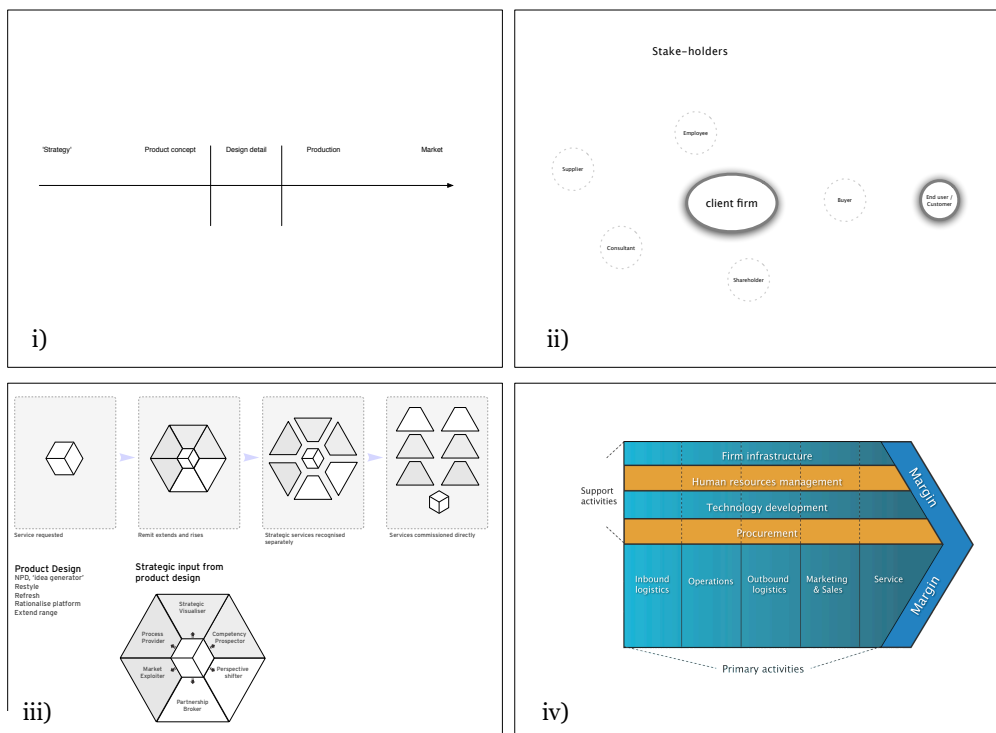 'Strategy'
Product concept
Design detail
Production
Market
i)
Stake-holders
Employee
Supplier
client firm
Buyer
End user /
Customer
Consultant
Shareholder
ii)
Service requested
Remit extends and rises
Strategic services recognised
separately
Services commissioned directly
Product Design
NPD, 'idea generator'
Restyle
Refresh
Rationalise platform
Extend range
Strategic input from
product design
Strategic
Visualiser
Process
Provider
Competency
Prospector
Market
Exploiter
Perspective
shifter
Partnership
Broker
iii)
Support
activities
Firm infrastructure
Human resources management
Technology development
Procurement
Margin
Inbound
logistics
Operations
Outbound
logistics
Marketing
& Sales
Service
Margin
Primary activities
iv)